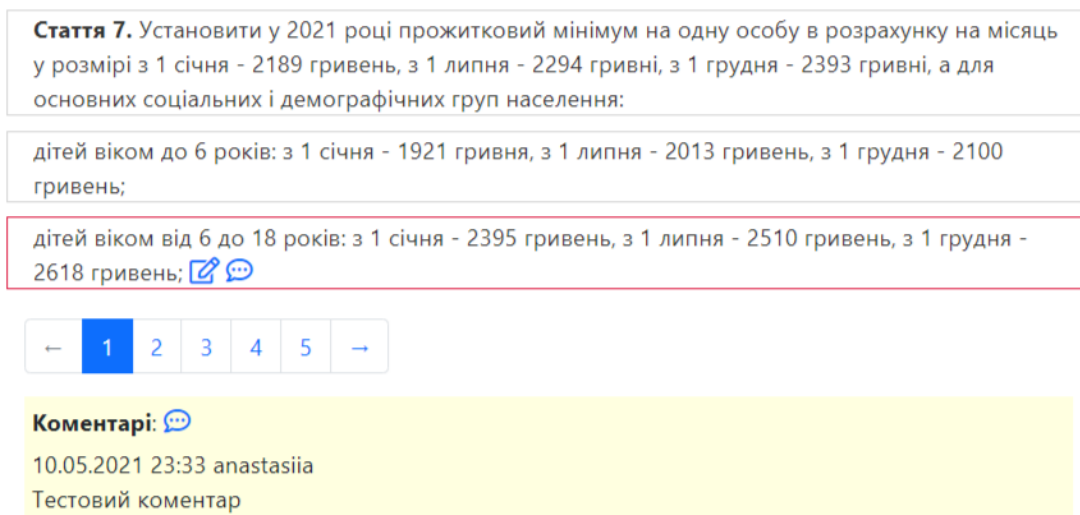 Стаття 7. Установити у 2021 році прожитковий мінімум на одну особу в розрахунку на місяць
у розмірі з 1 січня - 2189 гривень, з 1 липня - 2294 гривні, з 1 грудня - 2393 гривні, а для
основних соціальних і демографічних груп населення:
дітей віком до 6 років: з 1 січня - 1921 гривня, з 1 липня - 2013 гривень, з 1 грудня - 2100
гривень;
дітей віком від 6 до 18 років: з 1 січня - 2395 гривень, з 1 липня - 2510 гривень, з 1 грудня -
2618 гривень;
← 1 2 3 4 5 →
Коментарі:
10.05.2021 23:33 anastasiia
Тестовий коментар